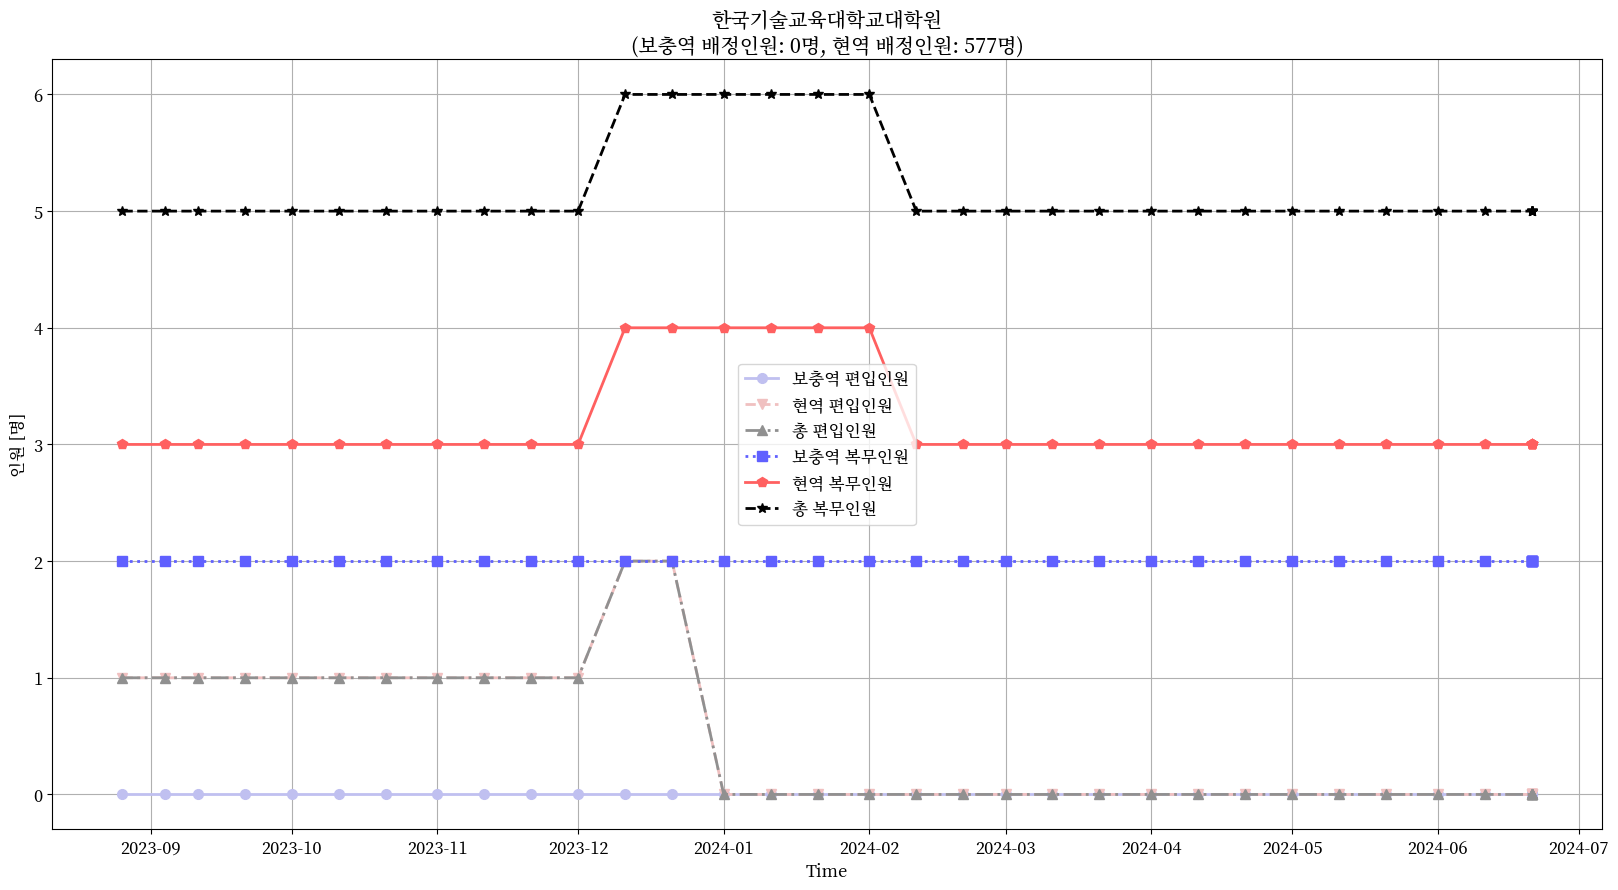 한국기술교육대학교대학원
(보충역 배정인원: 0명, 현역 배정인원: 577명)
인원 [명]
6
5
4
3
2
1
0
보충역 편입인원
현역 편입인원
총 편입인원
보충역 복무인원
현역 복무인원
총 복무인원
2023-09
2023-10
2023-11
2023-12
2024-01
2024-02
2024-03
2024-04
2024-05
2024-06
2024-07
Time